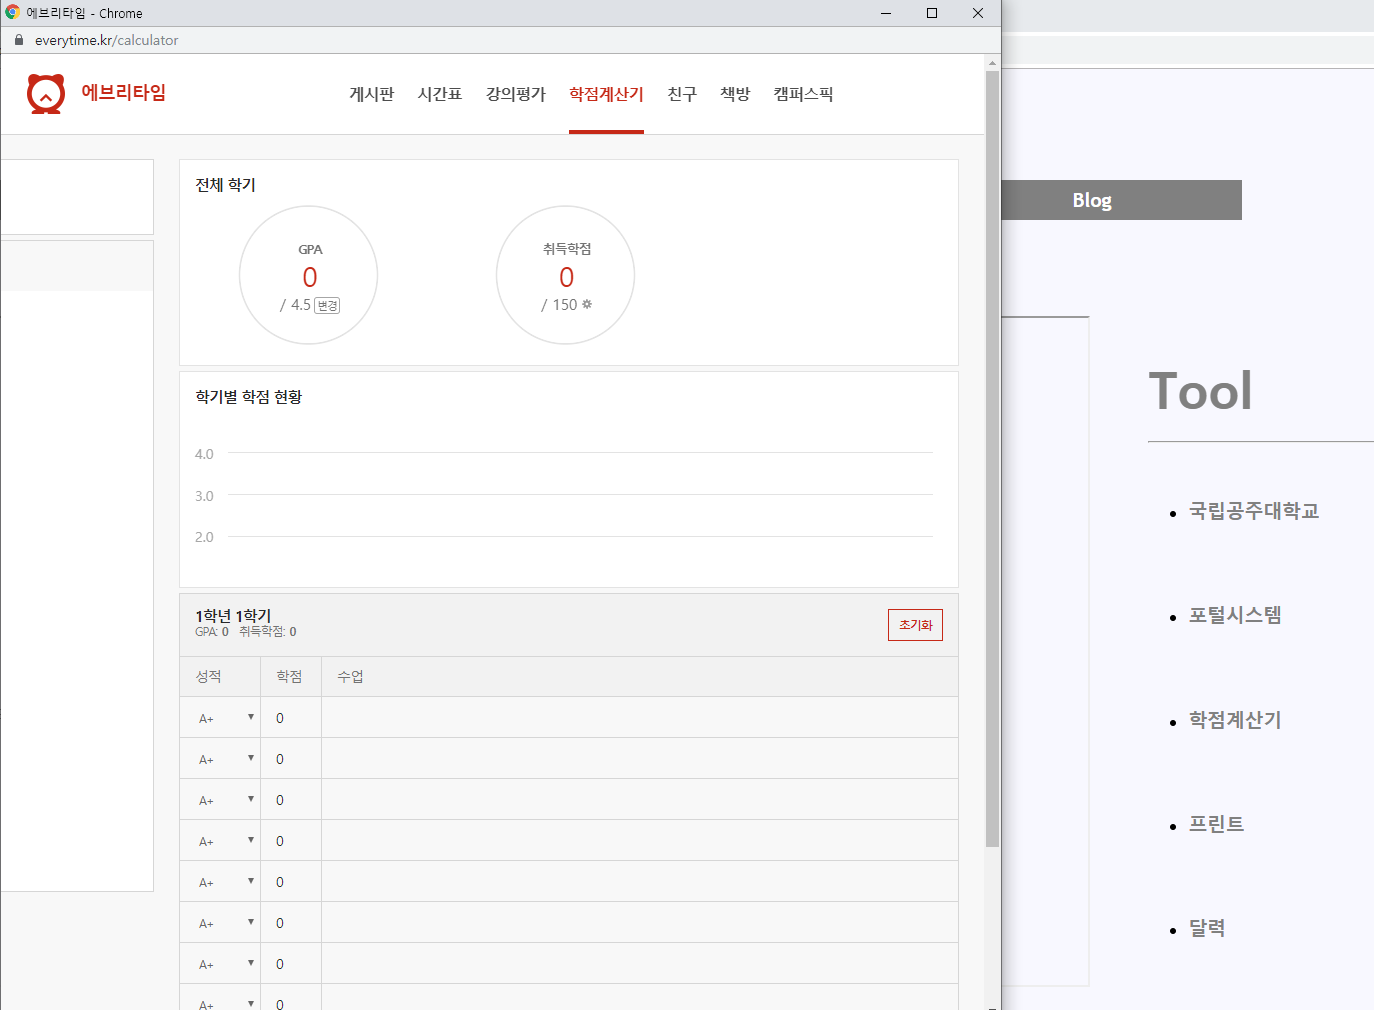 에브리타임 - Chrome
everytime.kr/calculator
에브리타임
게시판 시간표 강의평가 학점계산기 친구 책방 캠퍼스픽
전체 학기
GPA
0
/ 4.5 변경
취득학점
0
/ 150
학기별 학점 현황
4.0
3.0
2.0
1학년 1학기
GPA: 0 취득학점: 0
초기화
성적 학점 수업
A+ 0
A+ 0
A+ 0
A+ 0
A+ 0
A+ 0
A+ 0
A+ 0
Blog
Tool
국립공주대학교
포털시스템
학점계산기
프린트
달력